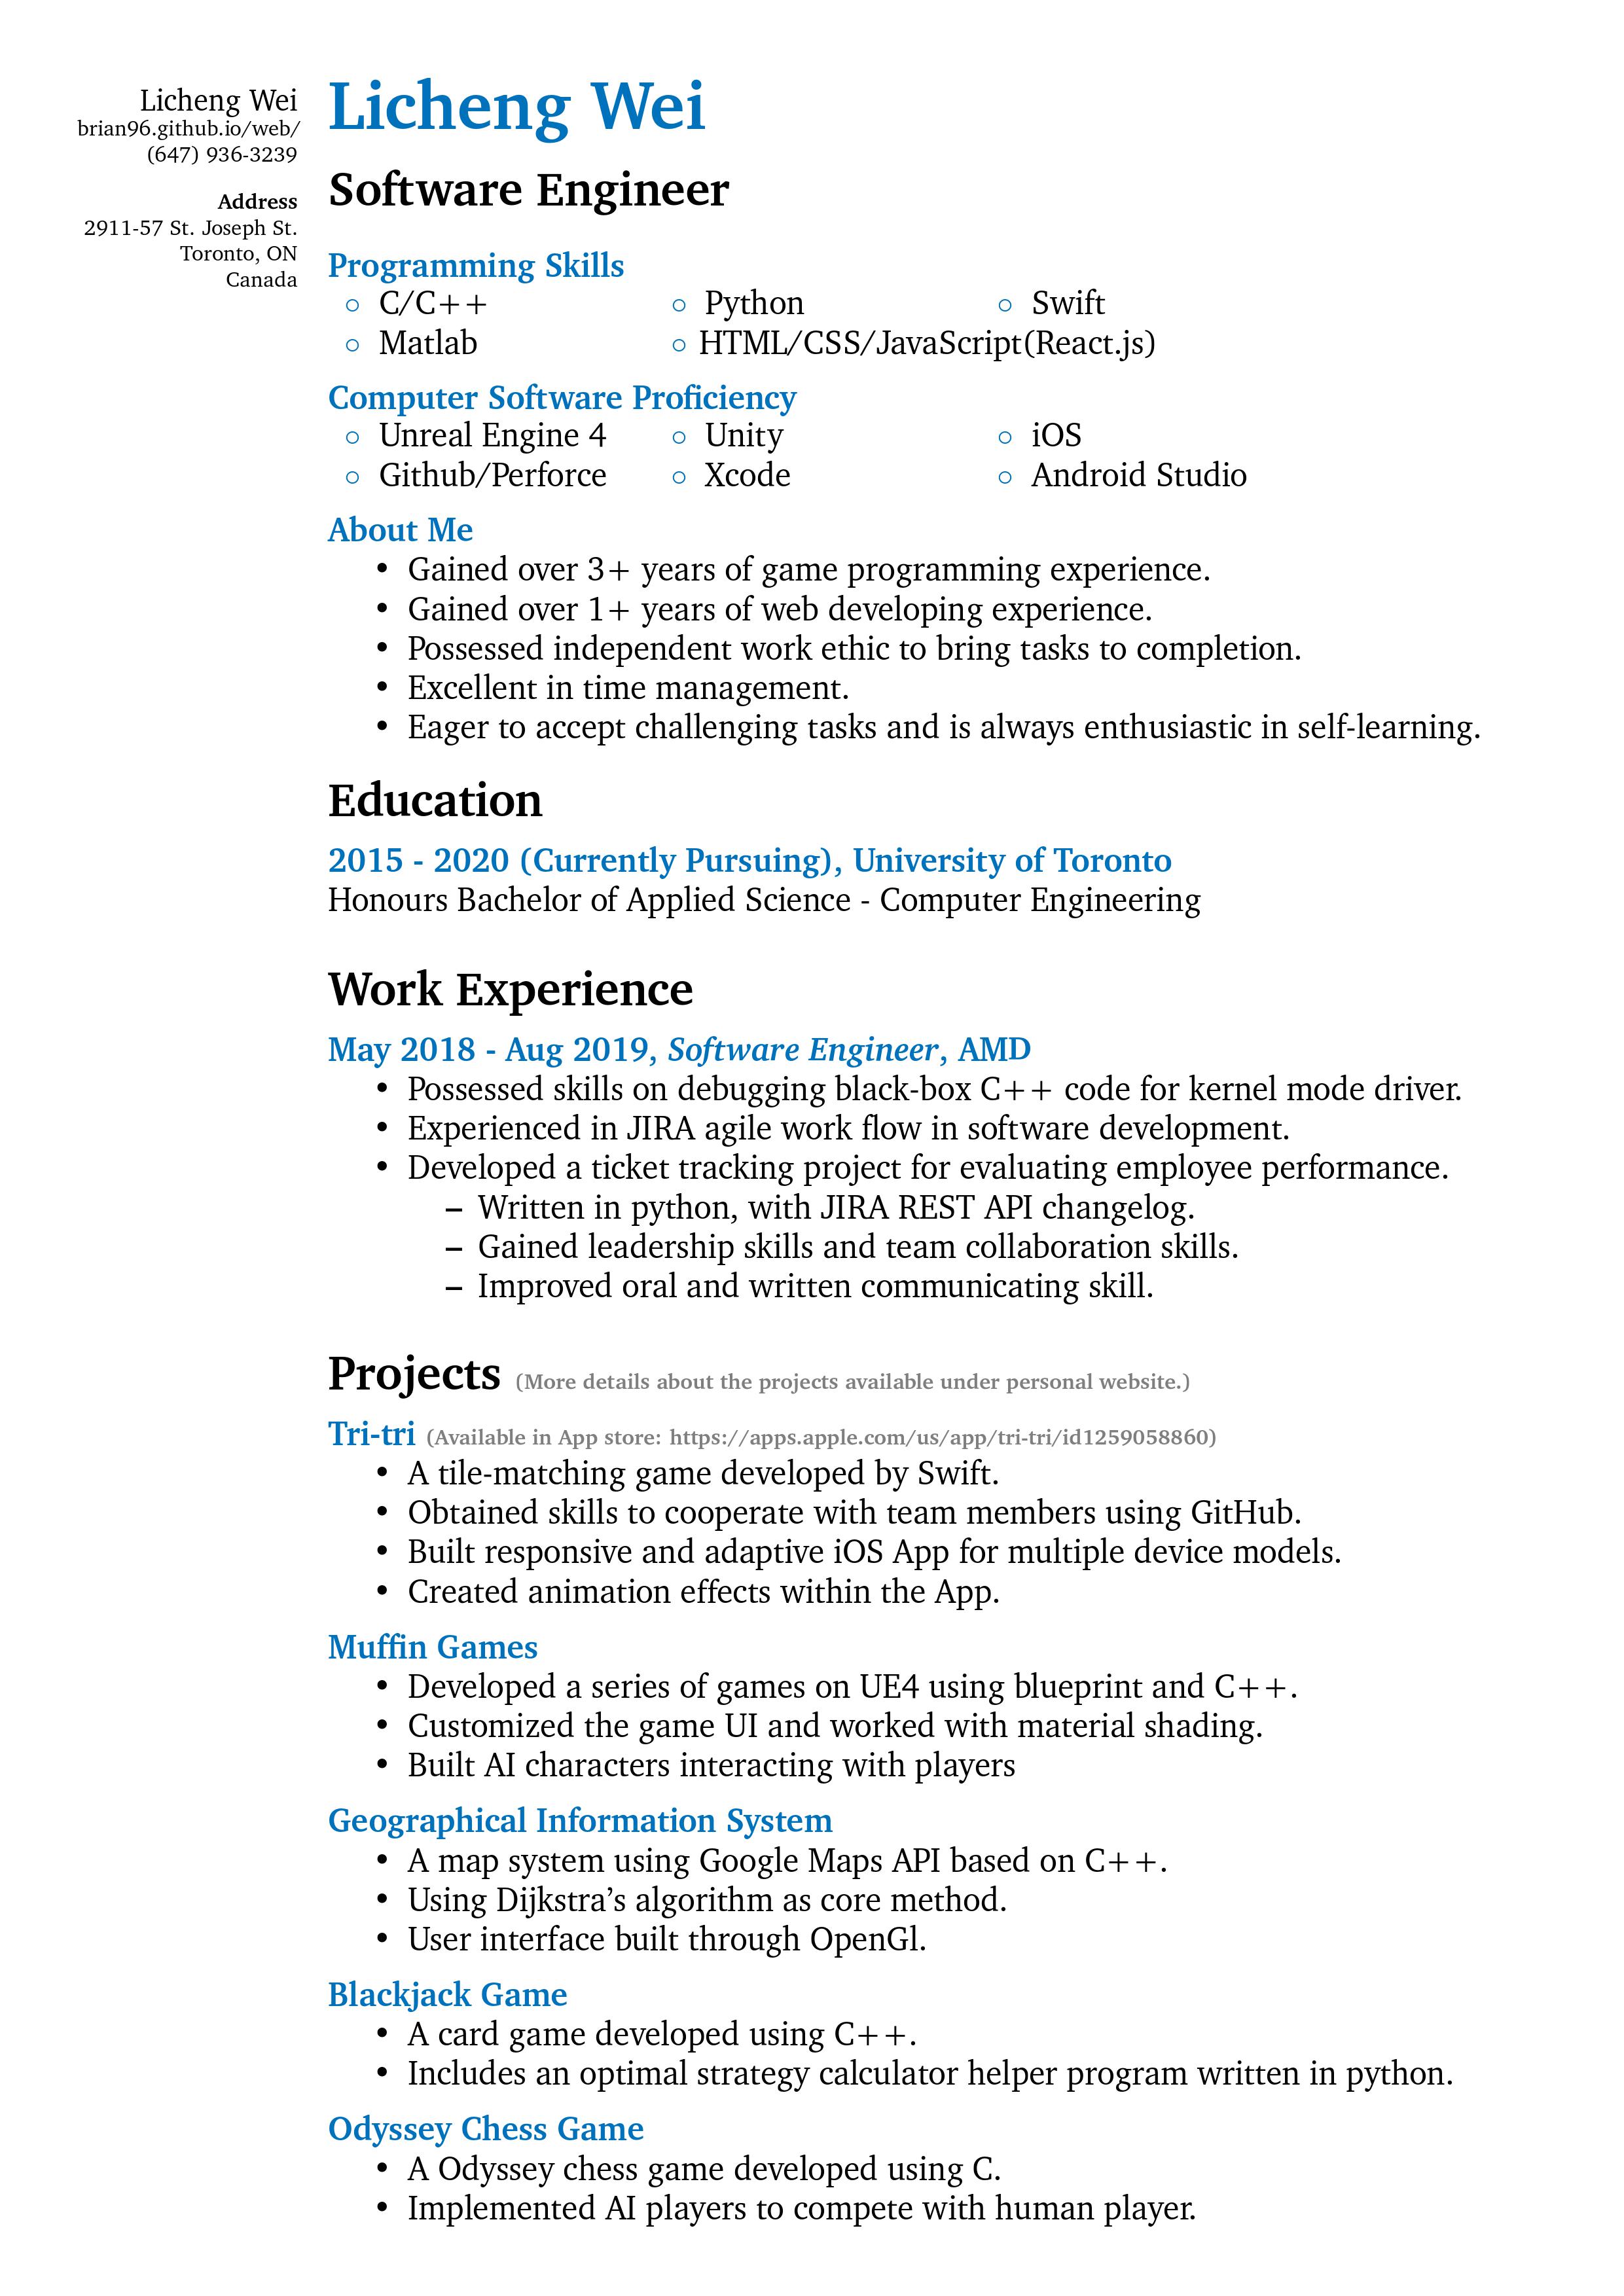 Licheng Wei
brian96.github.io/web/
(647) 936-3239
Address
2911-57 St. Joseph St.
Toronto, ON
Canada
Licheng Wei
Software Engineer
Programming Skills
○ C/C++ ○ Python ○ Swift
○ Matlab ○ HTML/CSS/JavaScript(React.js)
Computer Software Proficiency
○ Unreal Engine 4 ○ Unity ○ iOS
○ Github/Perforce ○ Xcode ○ Android Studio
About Me
• Gained over 3+ years of game programming experience.
• Gained over 1+ years of web developing experience.
• Possessed independent work ethic to bring tasks to completion.
• Excellent in time management.
• Eager to accept challenging tasks and is always enthusiastic in self-learning.
Education
2015 - 2020 (Currently Pursuing), University of Toronto
Honours Bachelor of Applied Science - Computer Engineering
Work Experience
May 2018 - Aug 2019, Software Engineer, AMD
• Possessed skills on debugging black-box C++ code for kernel mode driver.
• Experienced in JIRA agile work flow in software development.
• Developed a ticket tracking project for evaluating employee performance.
– Written in python, with JIRA REST API changelog.
– Gained leadership skills and team collaboration skills.
– Improved oral and written communicating skill.
Projects (More details about the projects available under personal website.)
Tri-tri (Available in App store: https://apps.apple.com/us/app/tri-tri/id1259058860)
• A tile-matching game developed by Swift.
• Obtained skills to cooperate with team members using GitHub.
• Built responsive and adaptive iOS App for multiple device models.
• Created animation effects within the App.
Muffin Games
• Developed a series of games on UE4 using blueprint and C++.
• Customized the game UI and worked with material shading.
• Built AI characters interacting with players
Geographical Information System
• A map system using Google Maps API based on C++.
• Using Dijkstra’s algorithm as core method.
• User interface built through OpenGl.
Blackjack Game
• A card game developed using C++.
• Includes an optimal strategy calculator helper program written in python.
Odyssey Chess Game
• A Odyssey chess game developed using C.
• Implemented AI players to compete with human player.